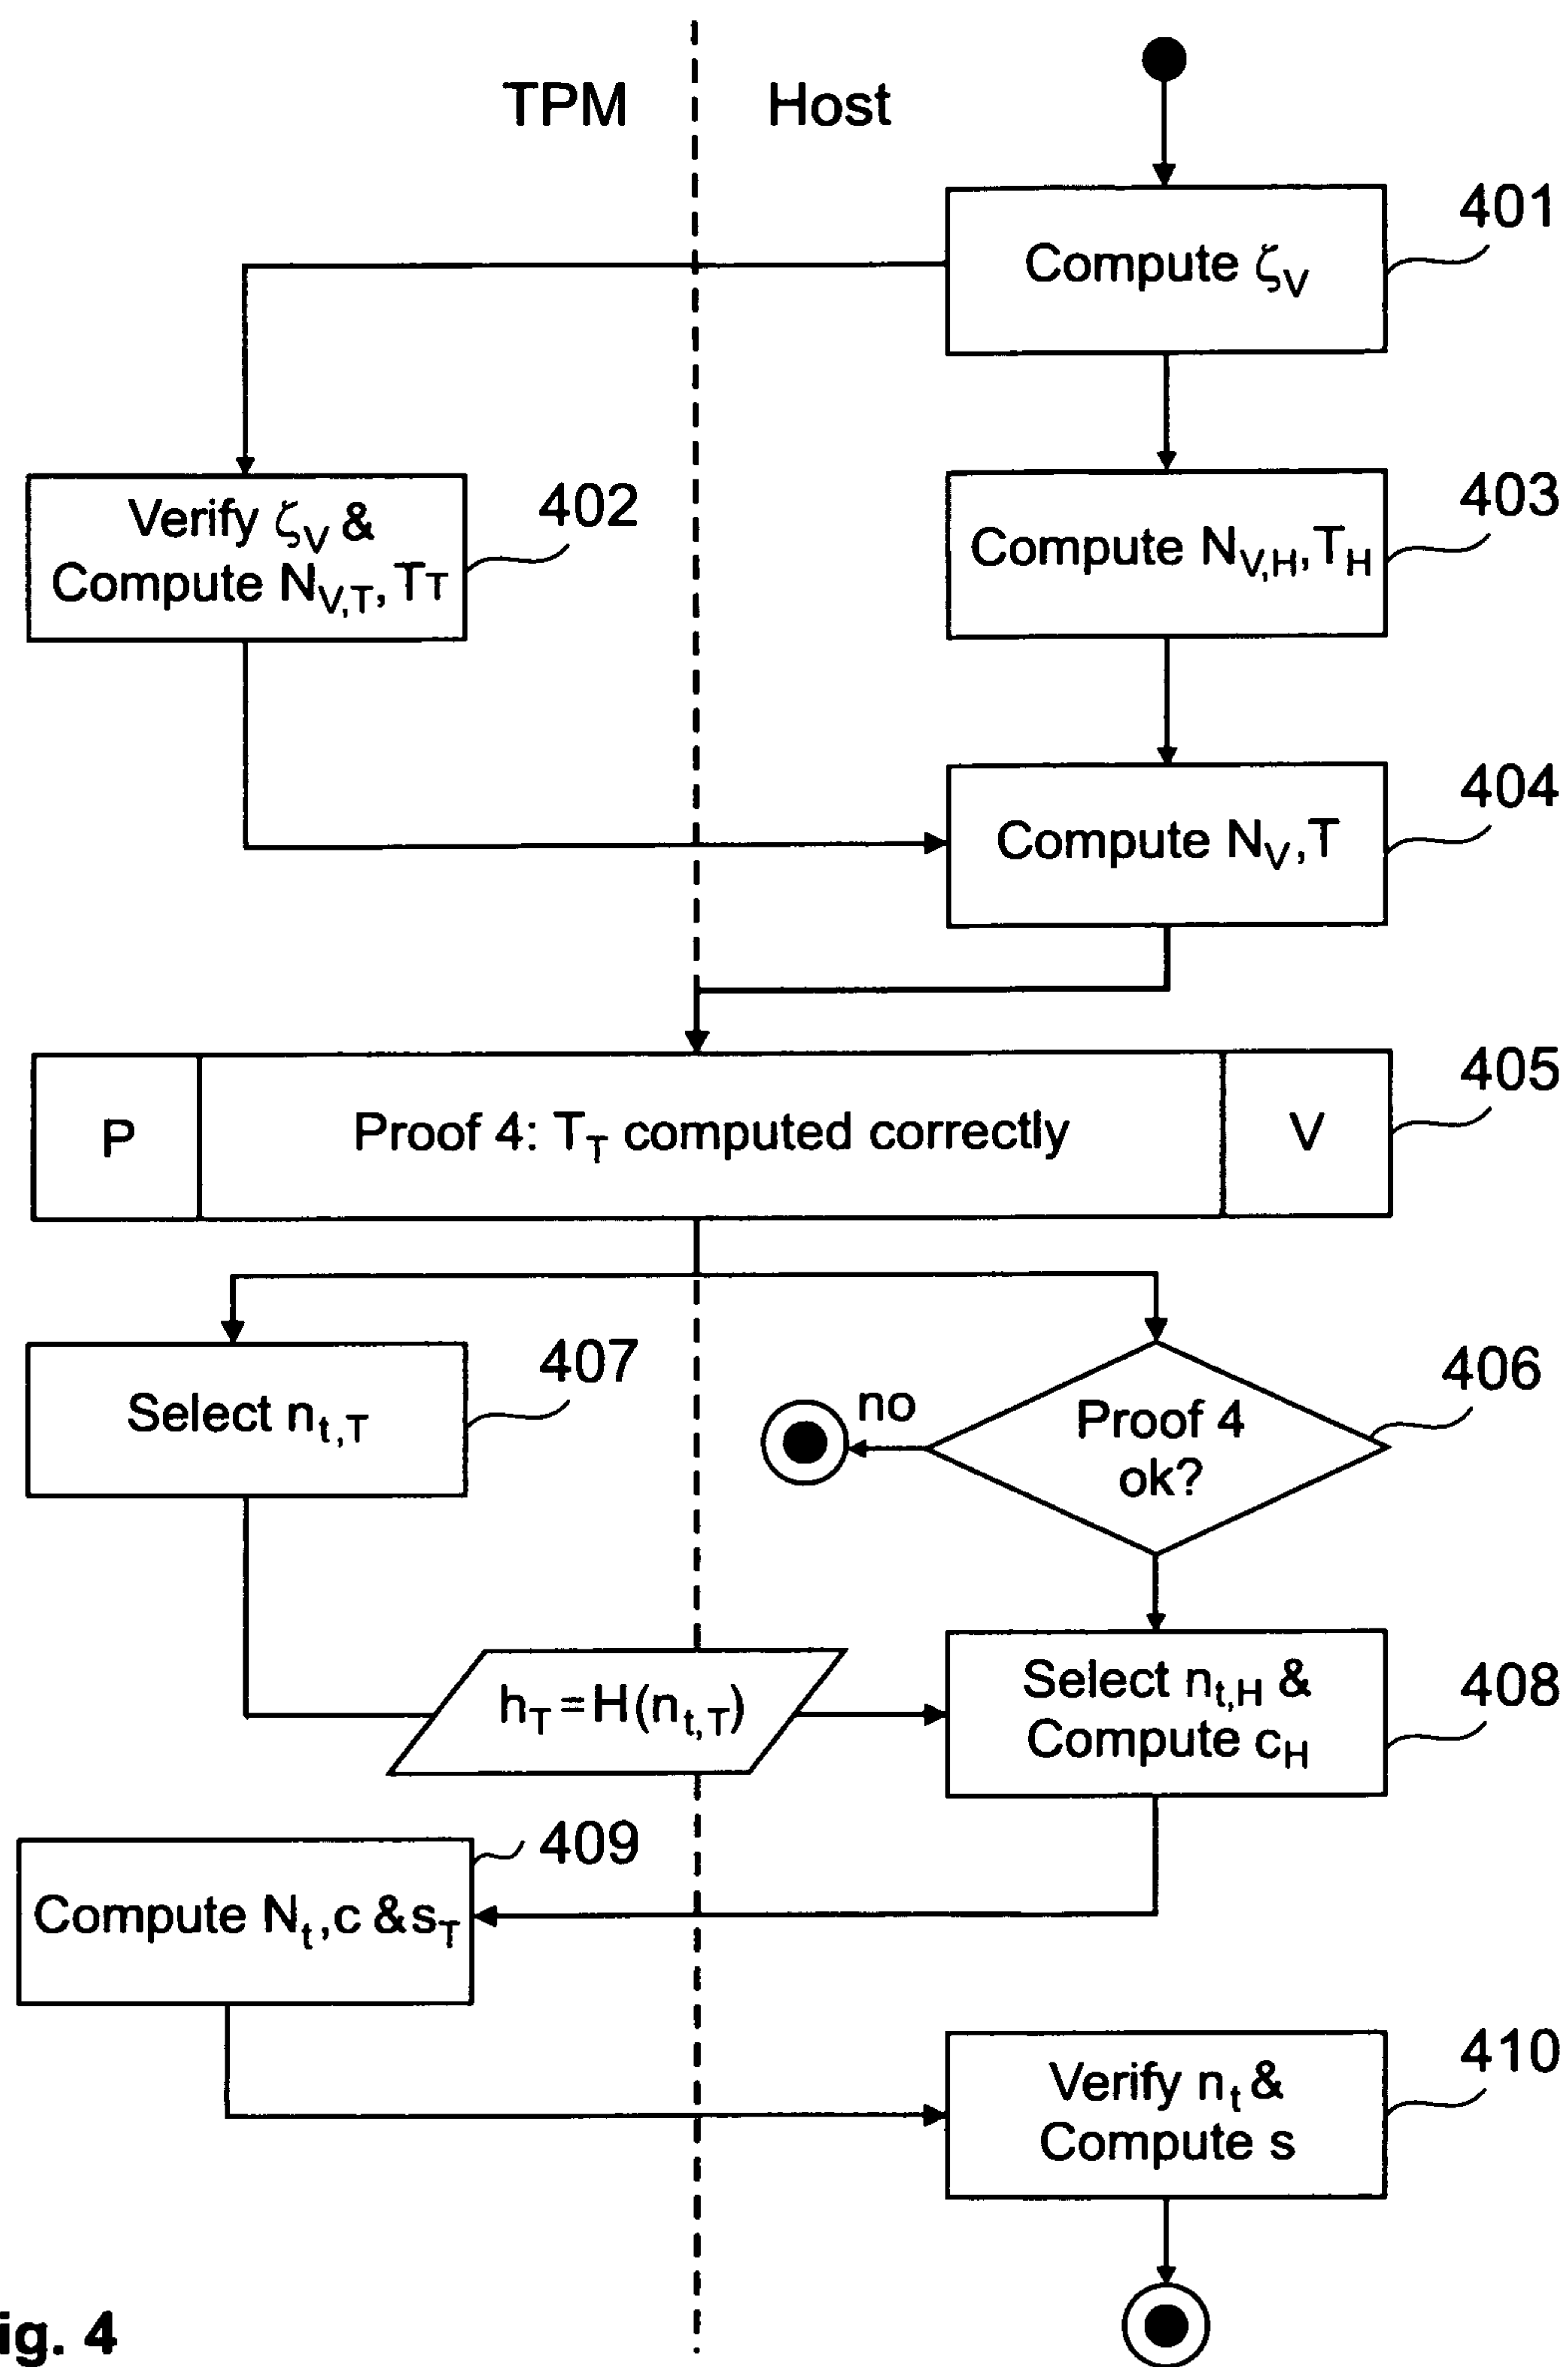 TPM
Host
401
Compute ζV
402
Verify ζV &
Compute NV,T, TT
403
Compute NV,H, TH
404
Compute NV, T
405
P
Proof 4: TT computed correctly
V
407
Select nt,T
406
Proof 4
ok?
no
hT = H(nt,T)
408
Select nt,H &
Compute cH
409
Compute Nt, c & sT
410
Verify nt &
Compute s
ig. 4